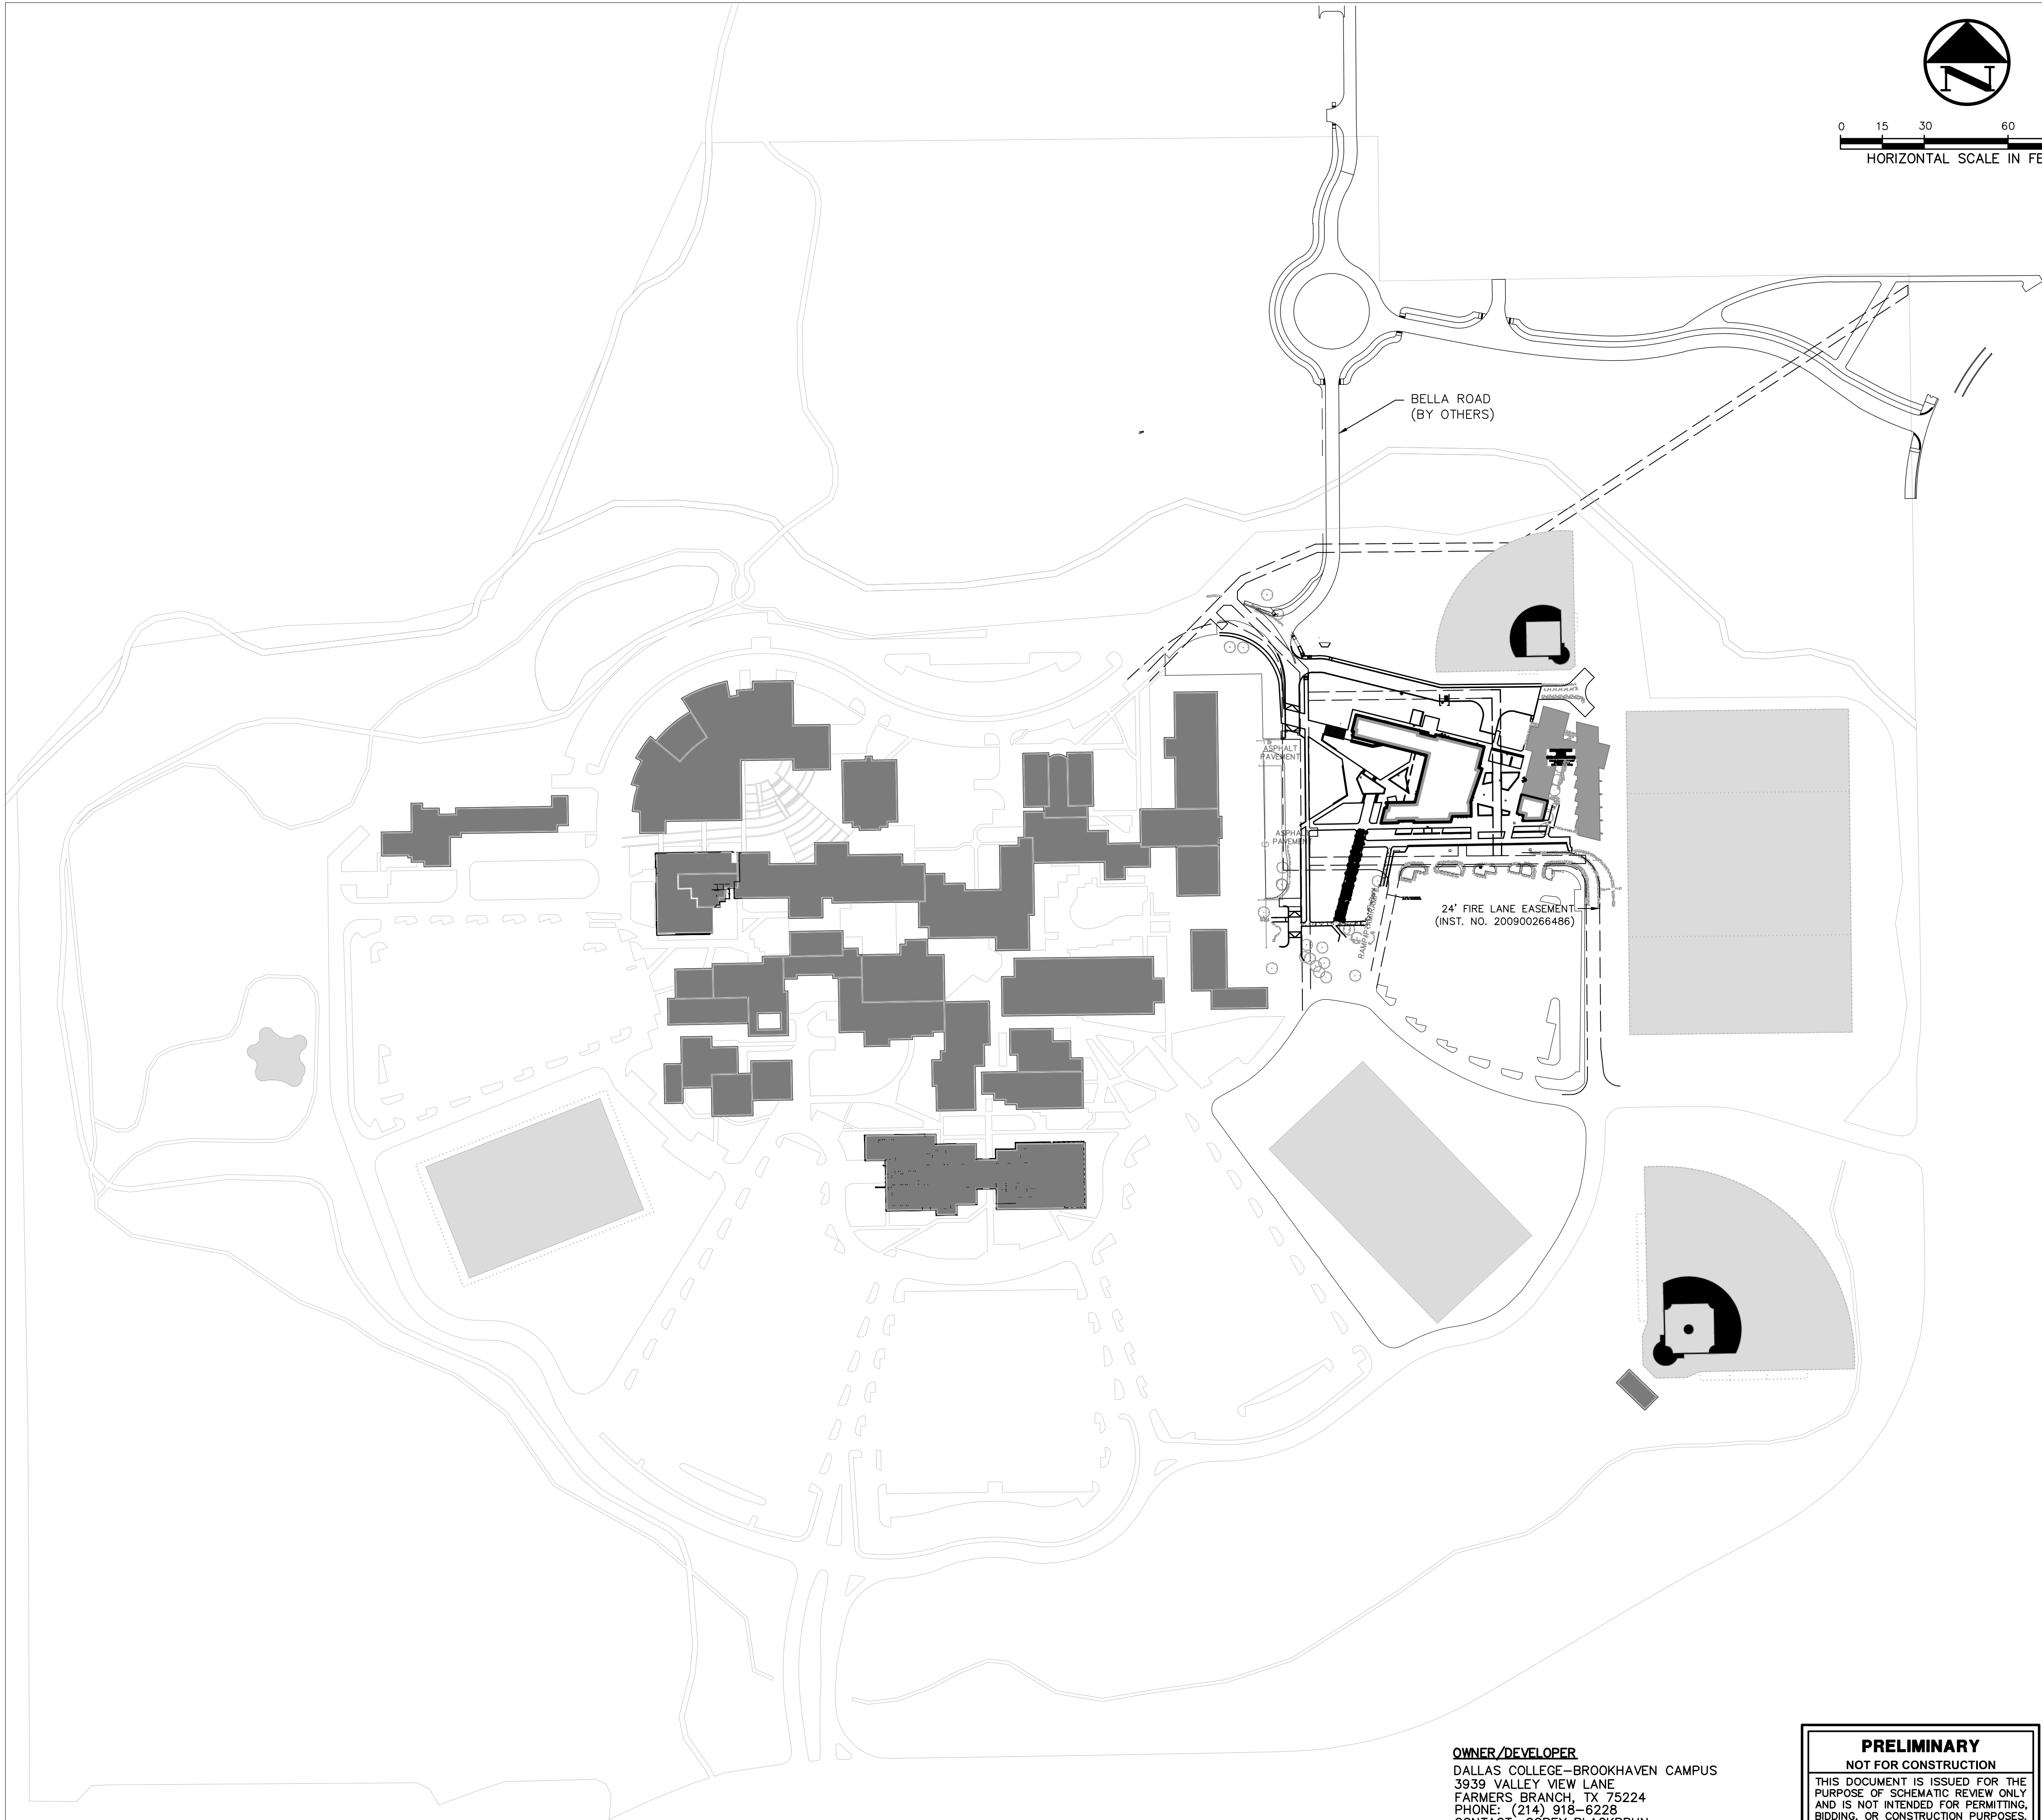 N
0 15 30 60
HORIZONTAL SCALE IN FE
BELLA ROAD
(BY OTHERS)
ASPHALT
PAVEMENT
ASPHALT
PAVEMENT
24' FIRE LANE EASEMENT
(INST. NO. 200900266486)
OWNER/DEVELOPER
DALLAS COLLEGE-BROOKHAVEN CAMPUS
3939 VALLEY VIEW LANE
FARMERS BRANCH, TX 75224
PHONE: (214) 918-6228
PRELIMINARY
NOT FOR CONSTRUCTION
THIS DOCUMENT IS ISSUED FOR THE
PURPOSE OF SCHEMATIC REVIEW ONLY
AND IS NOT INTENDED FOR PERMITTING,
BIDDING, OR CONSTRUCTION PURPOSES.